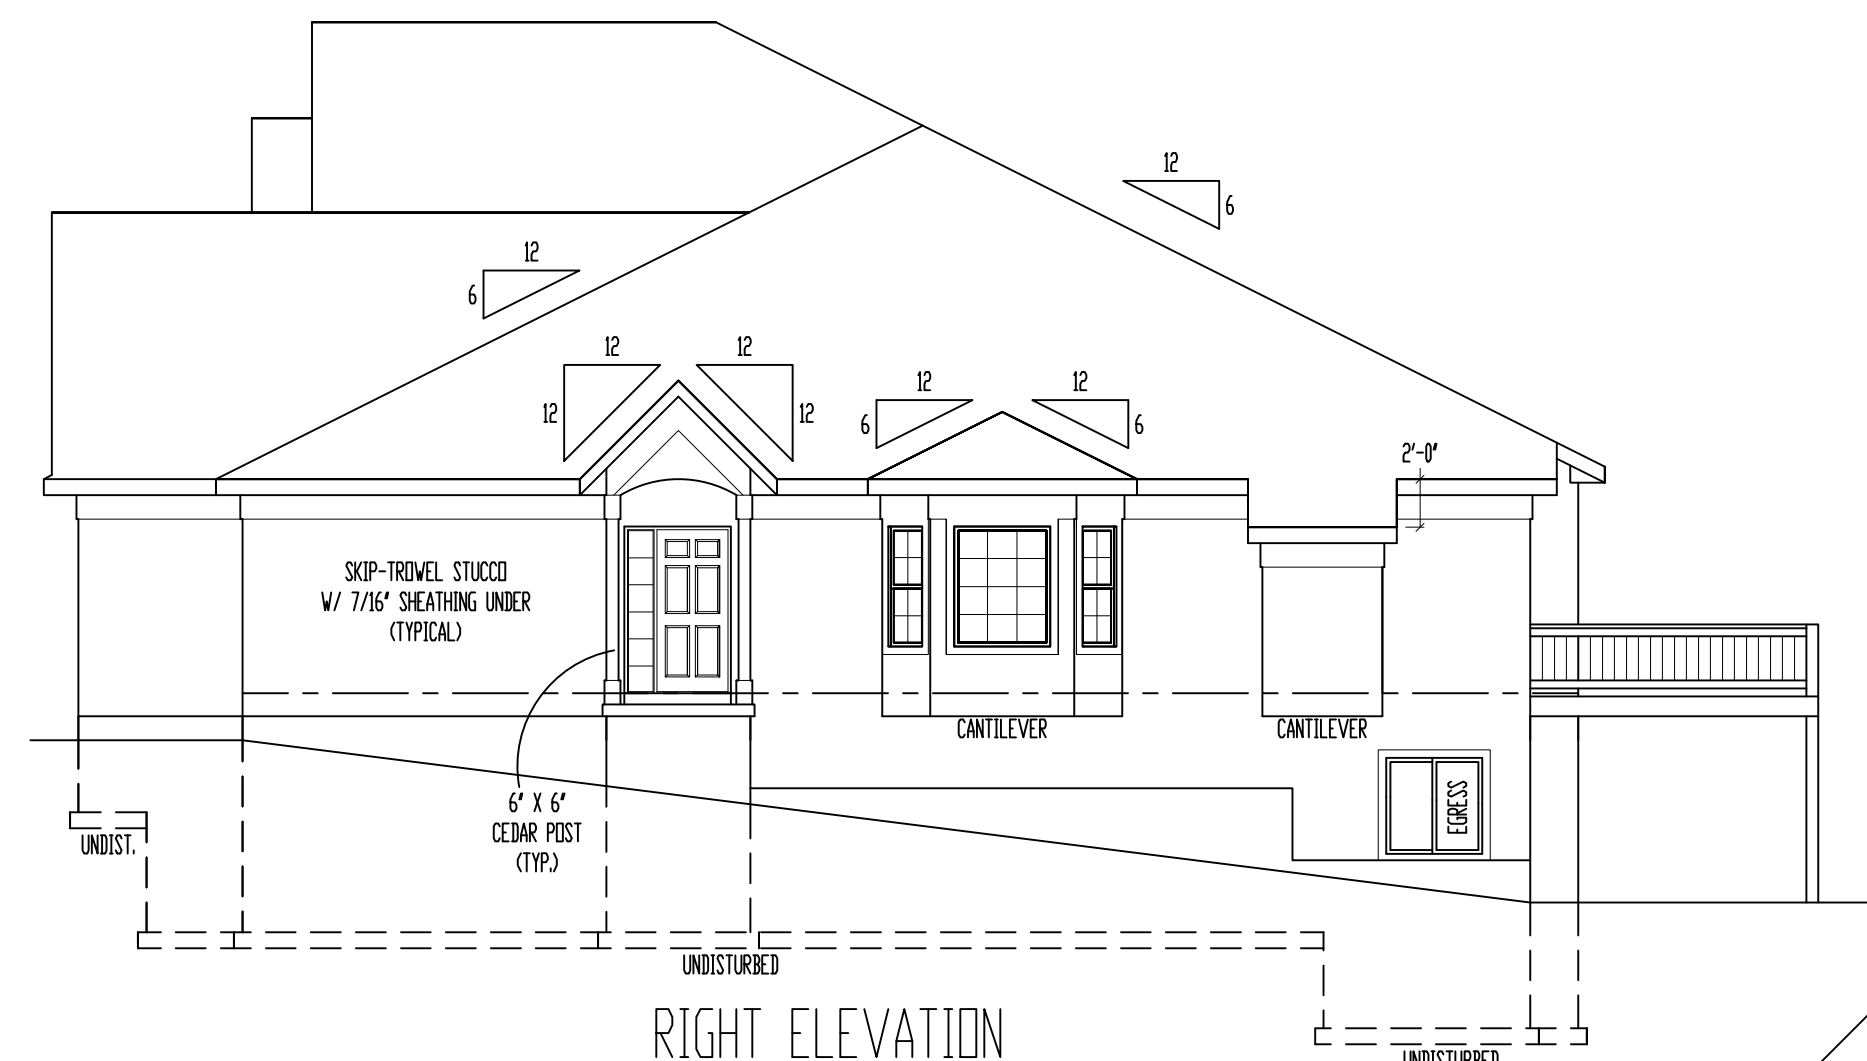 12
6
12
6
12
12
12
12
12
6
12
6
2'-0"
SKIP-TROWEL STUCCO
W/ 7/16" SHEATHING UNDER
(TYPICAL)
CANTILEVER
CANTILEVER
EGRESS
6" X 6"
CEDAR POST
(TYP.)
UNDIST.
UNDISTURBED
RIGHT ELEVATION
UNDISTURBED